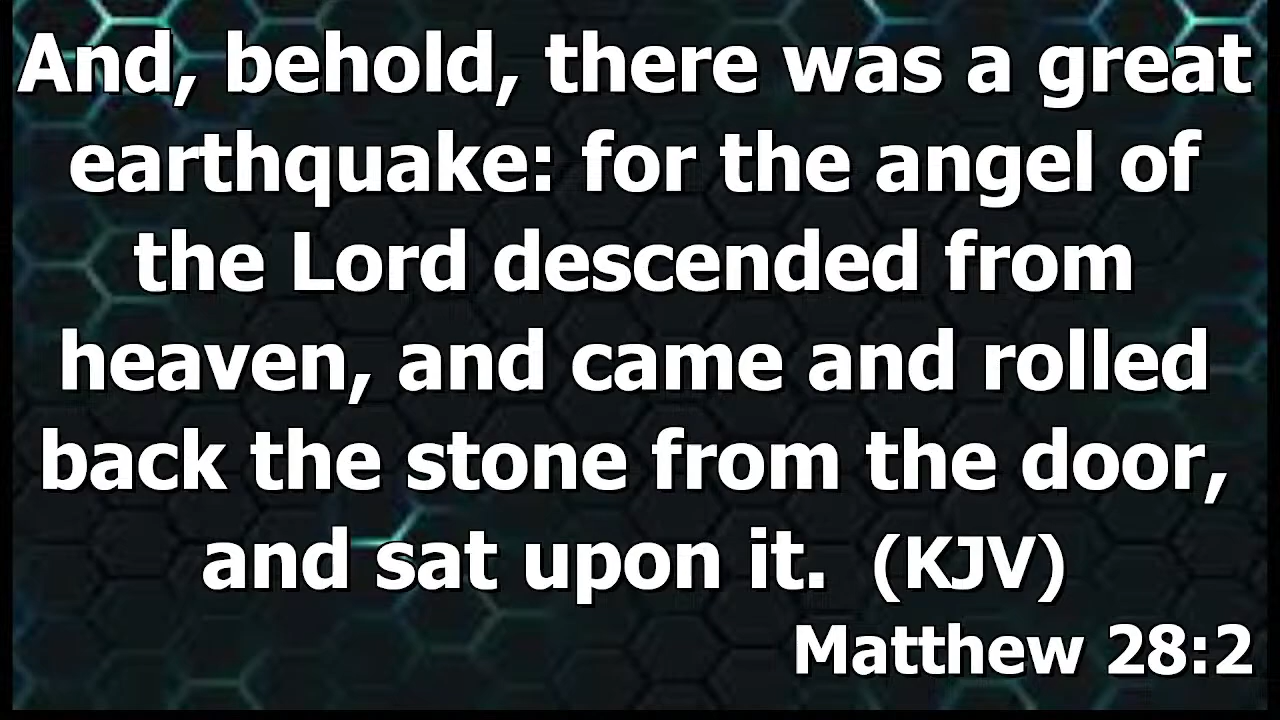 And, behold, there was a great
earthquake: for the angel of
the Lord descended from
heaven, and came and rolled
back the stone from the door,
and sat upon it.  (KJV)
Matthew 28:2